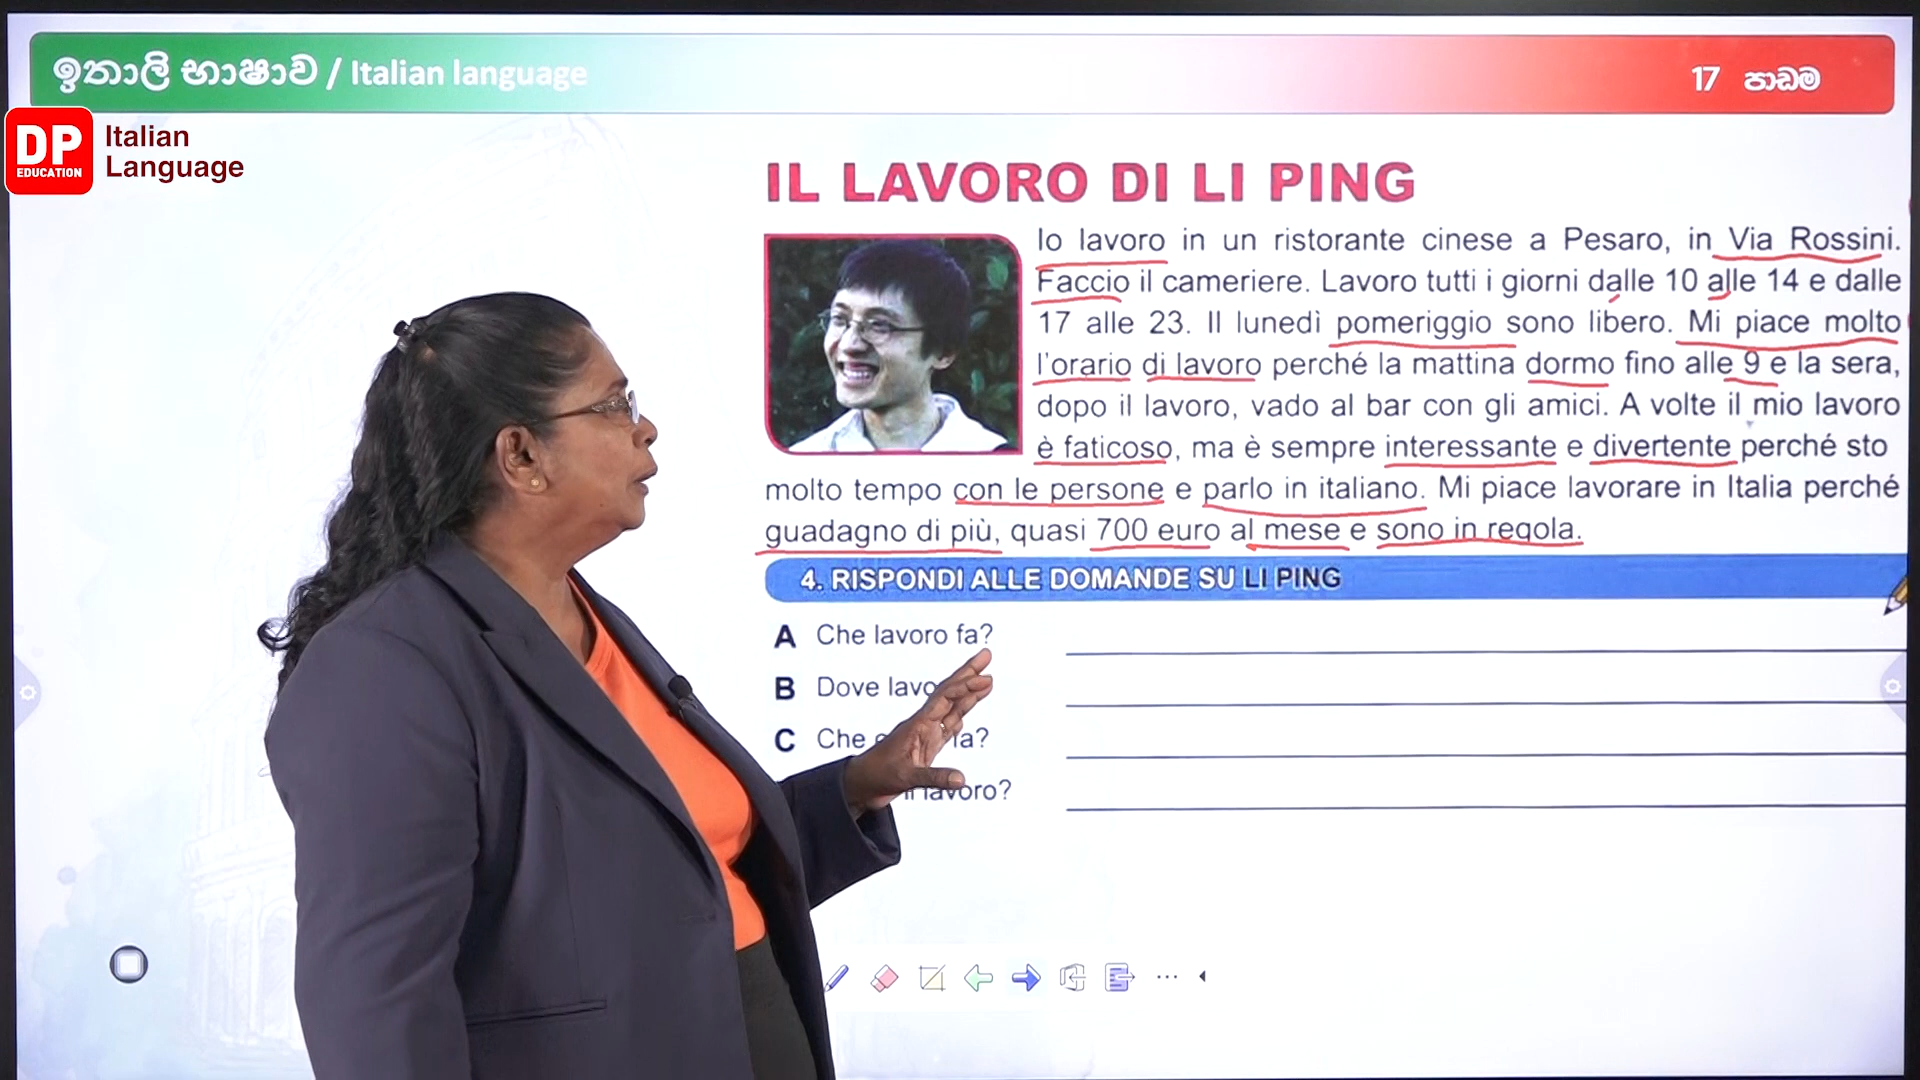 ඉතාලි භාෂාව / Italian language
17 පාඩම
DP
EDUCATION
Italian
Language
IL LAVORO DI LI PING
Io lavoro in un ristorante cinese a Pesaro, in Via Rossini.
Faccio il cameriere. Lavoro tutti i giorni dalle 10 alle 14 e dalle
17 alle 23. Il lunedì pomeriggio sono libero. Mi piace molto
l'orario di lavoro perché la mattina dormo fino alle 9 e la sera,
dopo il lavoro, vado al bar con gli amici. A volte il mio lavoro
è faticoso, ma è sempre interessante e divertente perché sto
molto tempo con le persone e parlo in italiano. Mi piace lavorare in Italia perché
guadagno di più, quasi 700 euro al mese e sono in regola.
4. RISPONDI ALLE DOMANDE SU LI PING
A Che lavoro fa?
B Dove
C Che fa?
lavoro?